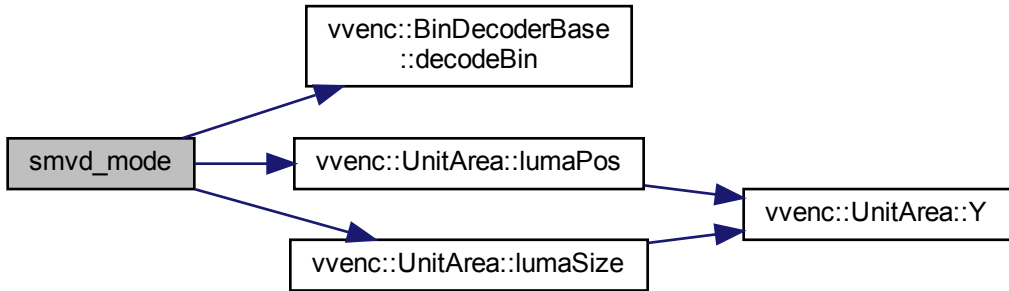 vvenc::BinDecoderBase
::decodeBin
smvd_mode
vvenc::UnitArea::lumaPos
vvenc::UnitArea::Y
vvenc::UnitArea::lumaSize